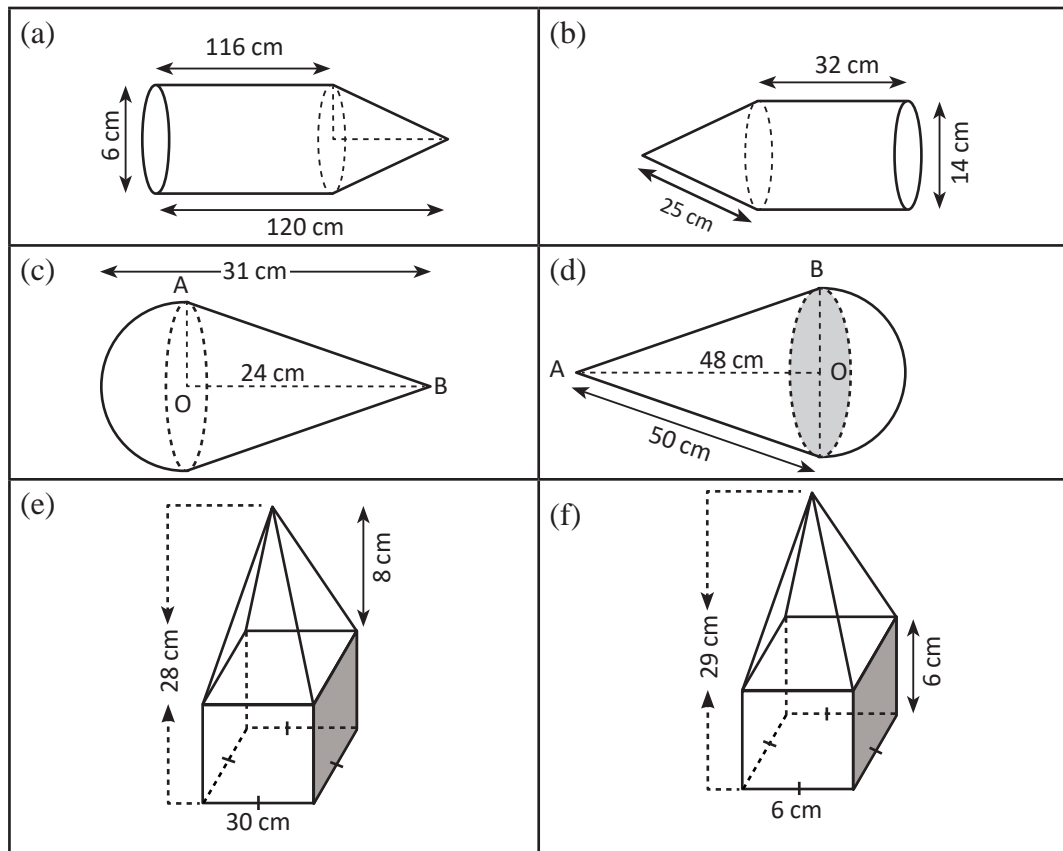 (a)
116 cm
6 cm
120 cm
(b)
32 cm
14 cm
25 cm
(c)
31 cm
A
24 cm
O
B
(d)
B
A
48 cm
O
50 cm
(e)
8 cm
28 cm
30 cm
(f)
29 cm
6 cm
6 cm